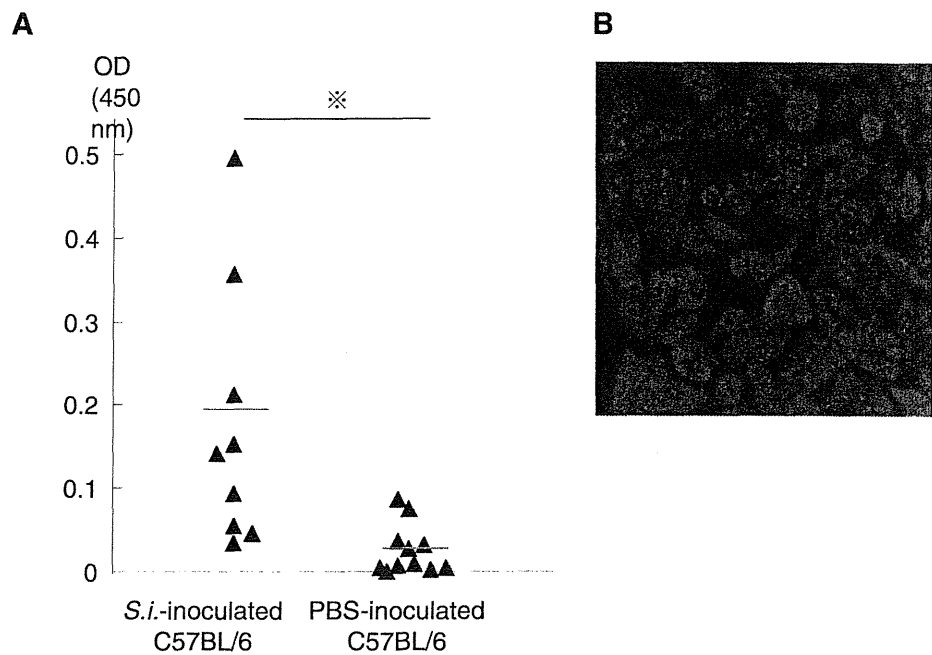 A
B
OD
(450
nm)
※
0.5
0.4
0.3
0.2
0.1
0
S.i.-inoculated
C57BL/6
PBS-inoculated
C57BL/6